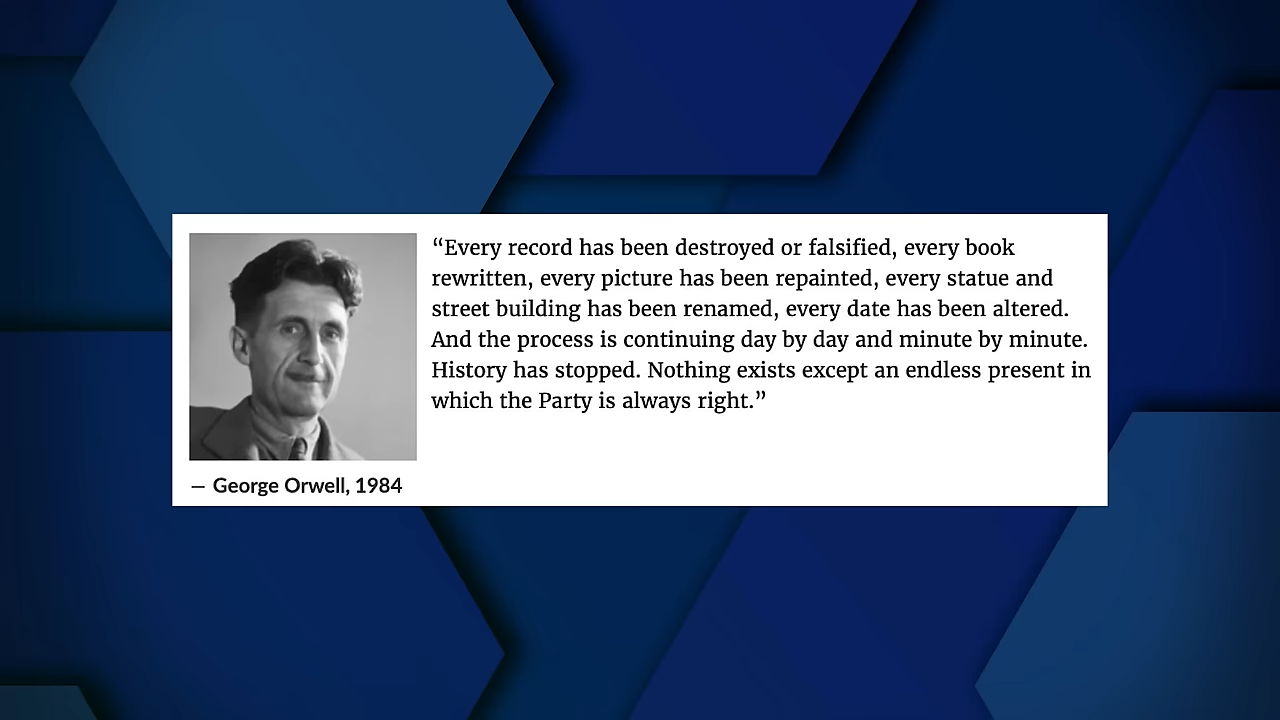 “Every record has been destroyed or falsified, every book
rewritten, every picture has been repainted, every statue and
street building has been renamed, every date has been altered.
And the process is continuing day by day and minute by minute.
History has stopped. Nothing exists except an endless present in
which the Party is always right.”
— George Orwell, 1984